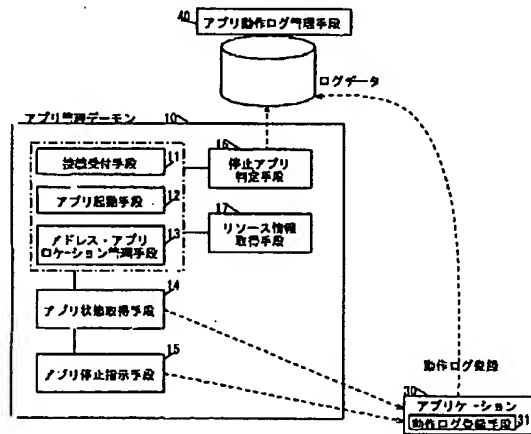 40
アプリ動作ログ管理手段
ログデータ
アプリ管理デーモン
10
接続受付手段
11
アプリ起動手段
12
アドレス・アプリ
ロケーション管理手段
13
停止アプリ
判定手段
16
リソース情報
取得手段
17
アプリ状態取得手段
14
アプリ停止指示手段
15
動作ログ登録
30
アプリケーション
動作ログ登録手段
31